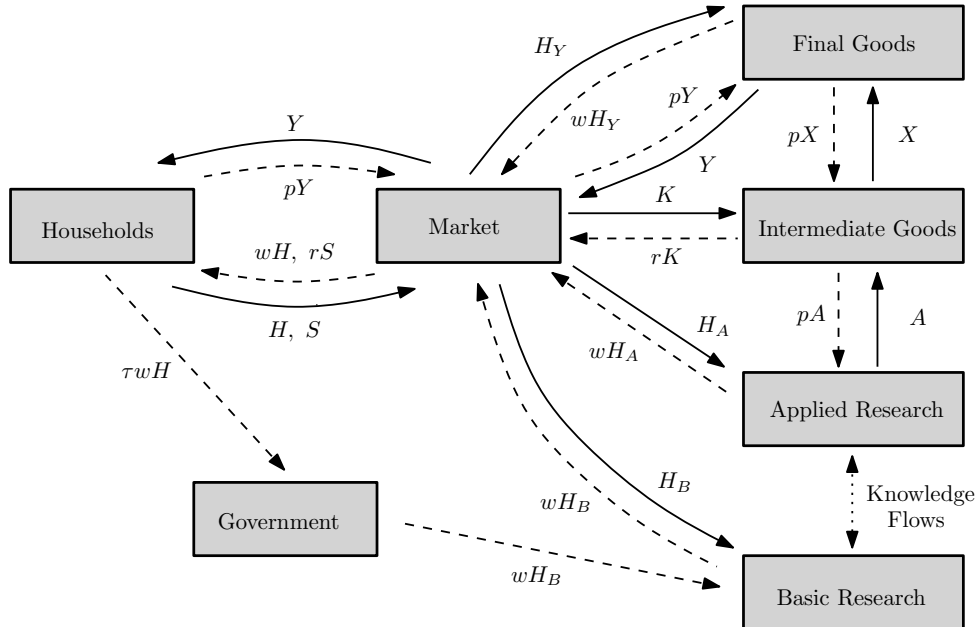 Final Goods
H_Y
wH_Y
pY
Y
pX
X
Y
pY
Households
Market
K
rK
Intermediate Goods
wH, rS
H, S
pA
A
H_A
wH_A
τwH
Applied Research
H_B
wH_B
Knowledge
Flows
Government
wH_B
Basic Research